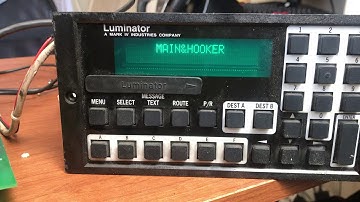 Luminator
A MARK IV INDUSTRIES COMPANY
MAIN&HOOKER
Luminator
MENU SELECT MESSAGE TEXT ROUTE P/R DEST A DEST B
A B C D E F